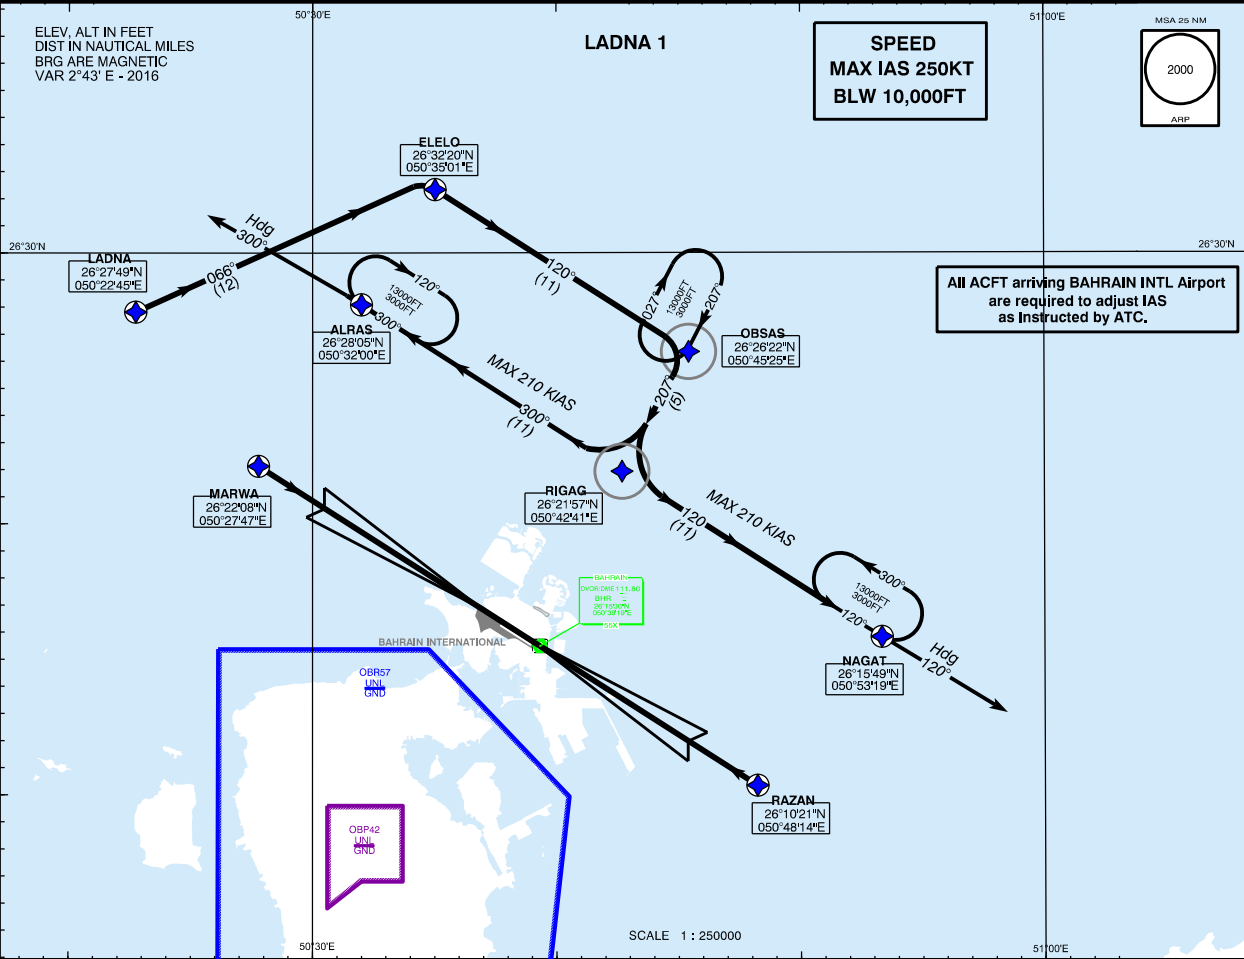 50°30'E
51°00'E
ELEV, ALT IN FEET
DIST IN NAUTICAL MILES
BRG ARE MAGNETIC
VAR 2°43' E - 2016
LADNA 1
SPEED
MAX IAS 250KT
BLW 10,000FT
MSA 25 NM
2000
ARP
ELELO
26°32'20"N
050°35'01"E
Hdg
300°
26°30'N
26°30'N
LADNA
26°27'49"N
050°22'45"E
066°
(12)
120°
(11)
120°
13000FT
3000FT
300°
ALRAS
26°28'05"N
050°32'00"E
027°
13000FT
3000FT
207°
OBSAS
26°26'22"N
050°45'25"E
All ACFT arriving BAHRAIN INTL Airport
are required to adjust IAS
as Instructed by ATC.
MAX 210 KIAS
300°
(11)
207°
(5)
MARWA
26°22'08"N
050°27'47"E
RIGAG
26°21'57"N
050°42'41"E
MAX 210 KIAS
120
(11)
300°
13000FT
3000FT
120°
NAGAT
26°15'49"N
050°53'19"E
Hdg
120°
BAHRAIN
BHR
55X
BAHRAIN INTERNATIONAL
OBR57
UNL
GND
RAZAN
26°10'21"N
050°48'14"E
OBP42
UNL
GND
SCALE 1 : 250000
50°30'E
51°00'E